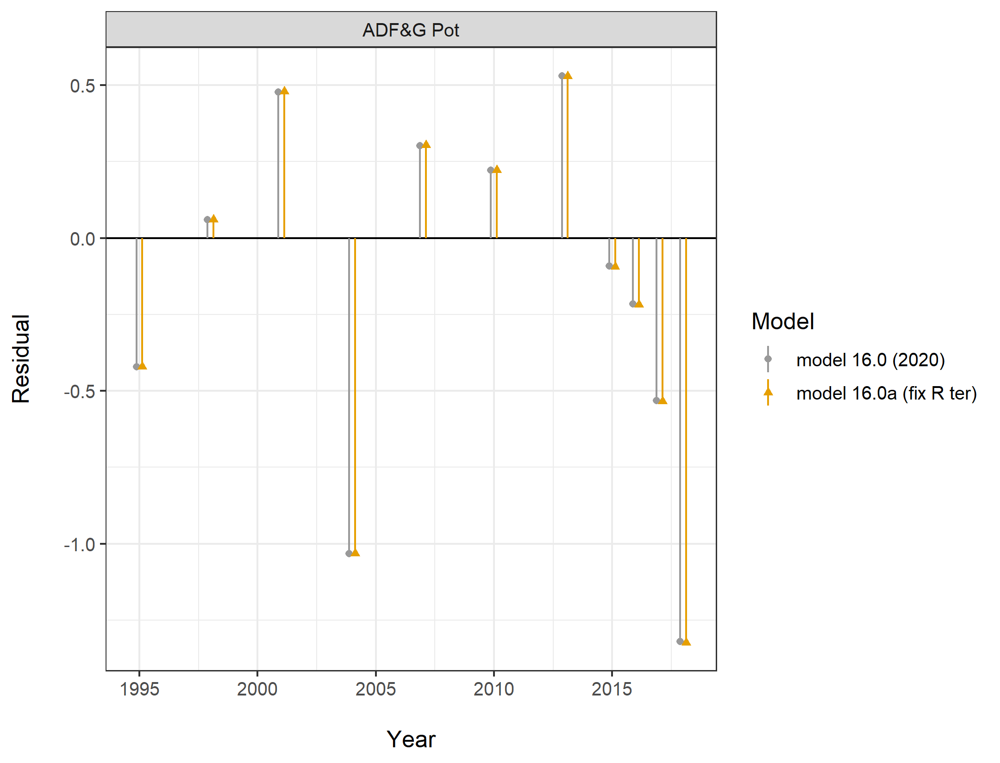 ADF&G Pot
0.5
0.0
-0.5
-1.0
Residual
1995 2000 2005 2010 2015
Year
Model
model 16.0 (2020)
model 16.0a (fix R ter)